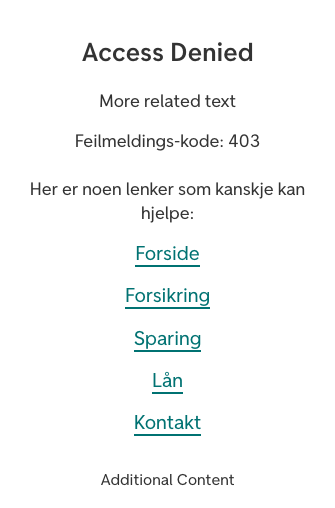 Access Denied
More related text
Feilmeldings-kode: 403
Her er noen lenker som kanskje kan
hjelpe:
Forside
Forsikring
Sparing
Lån
Kontakt
Additional Content